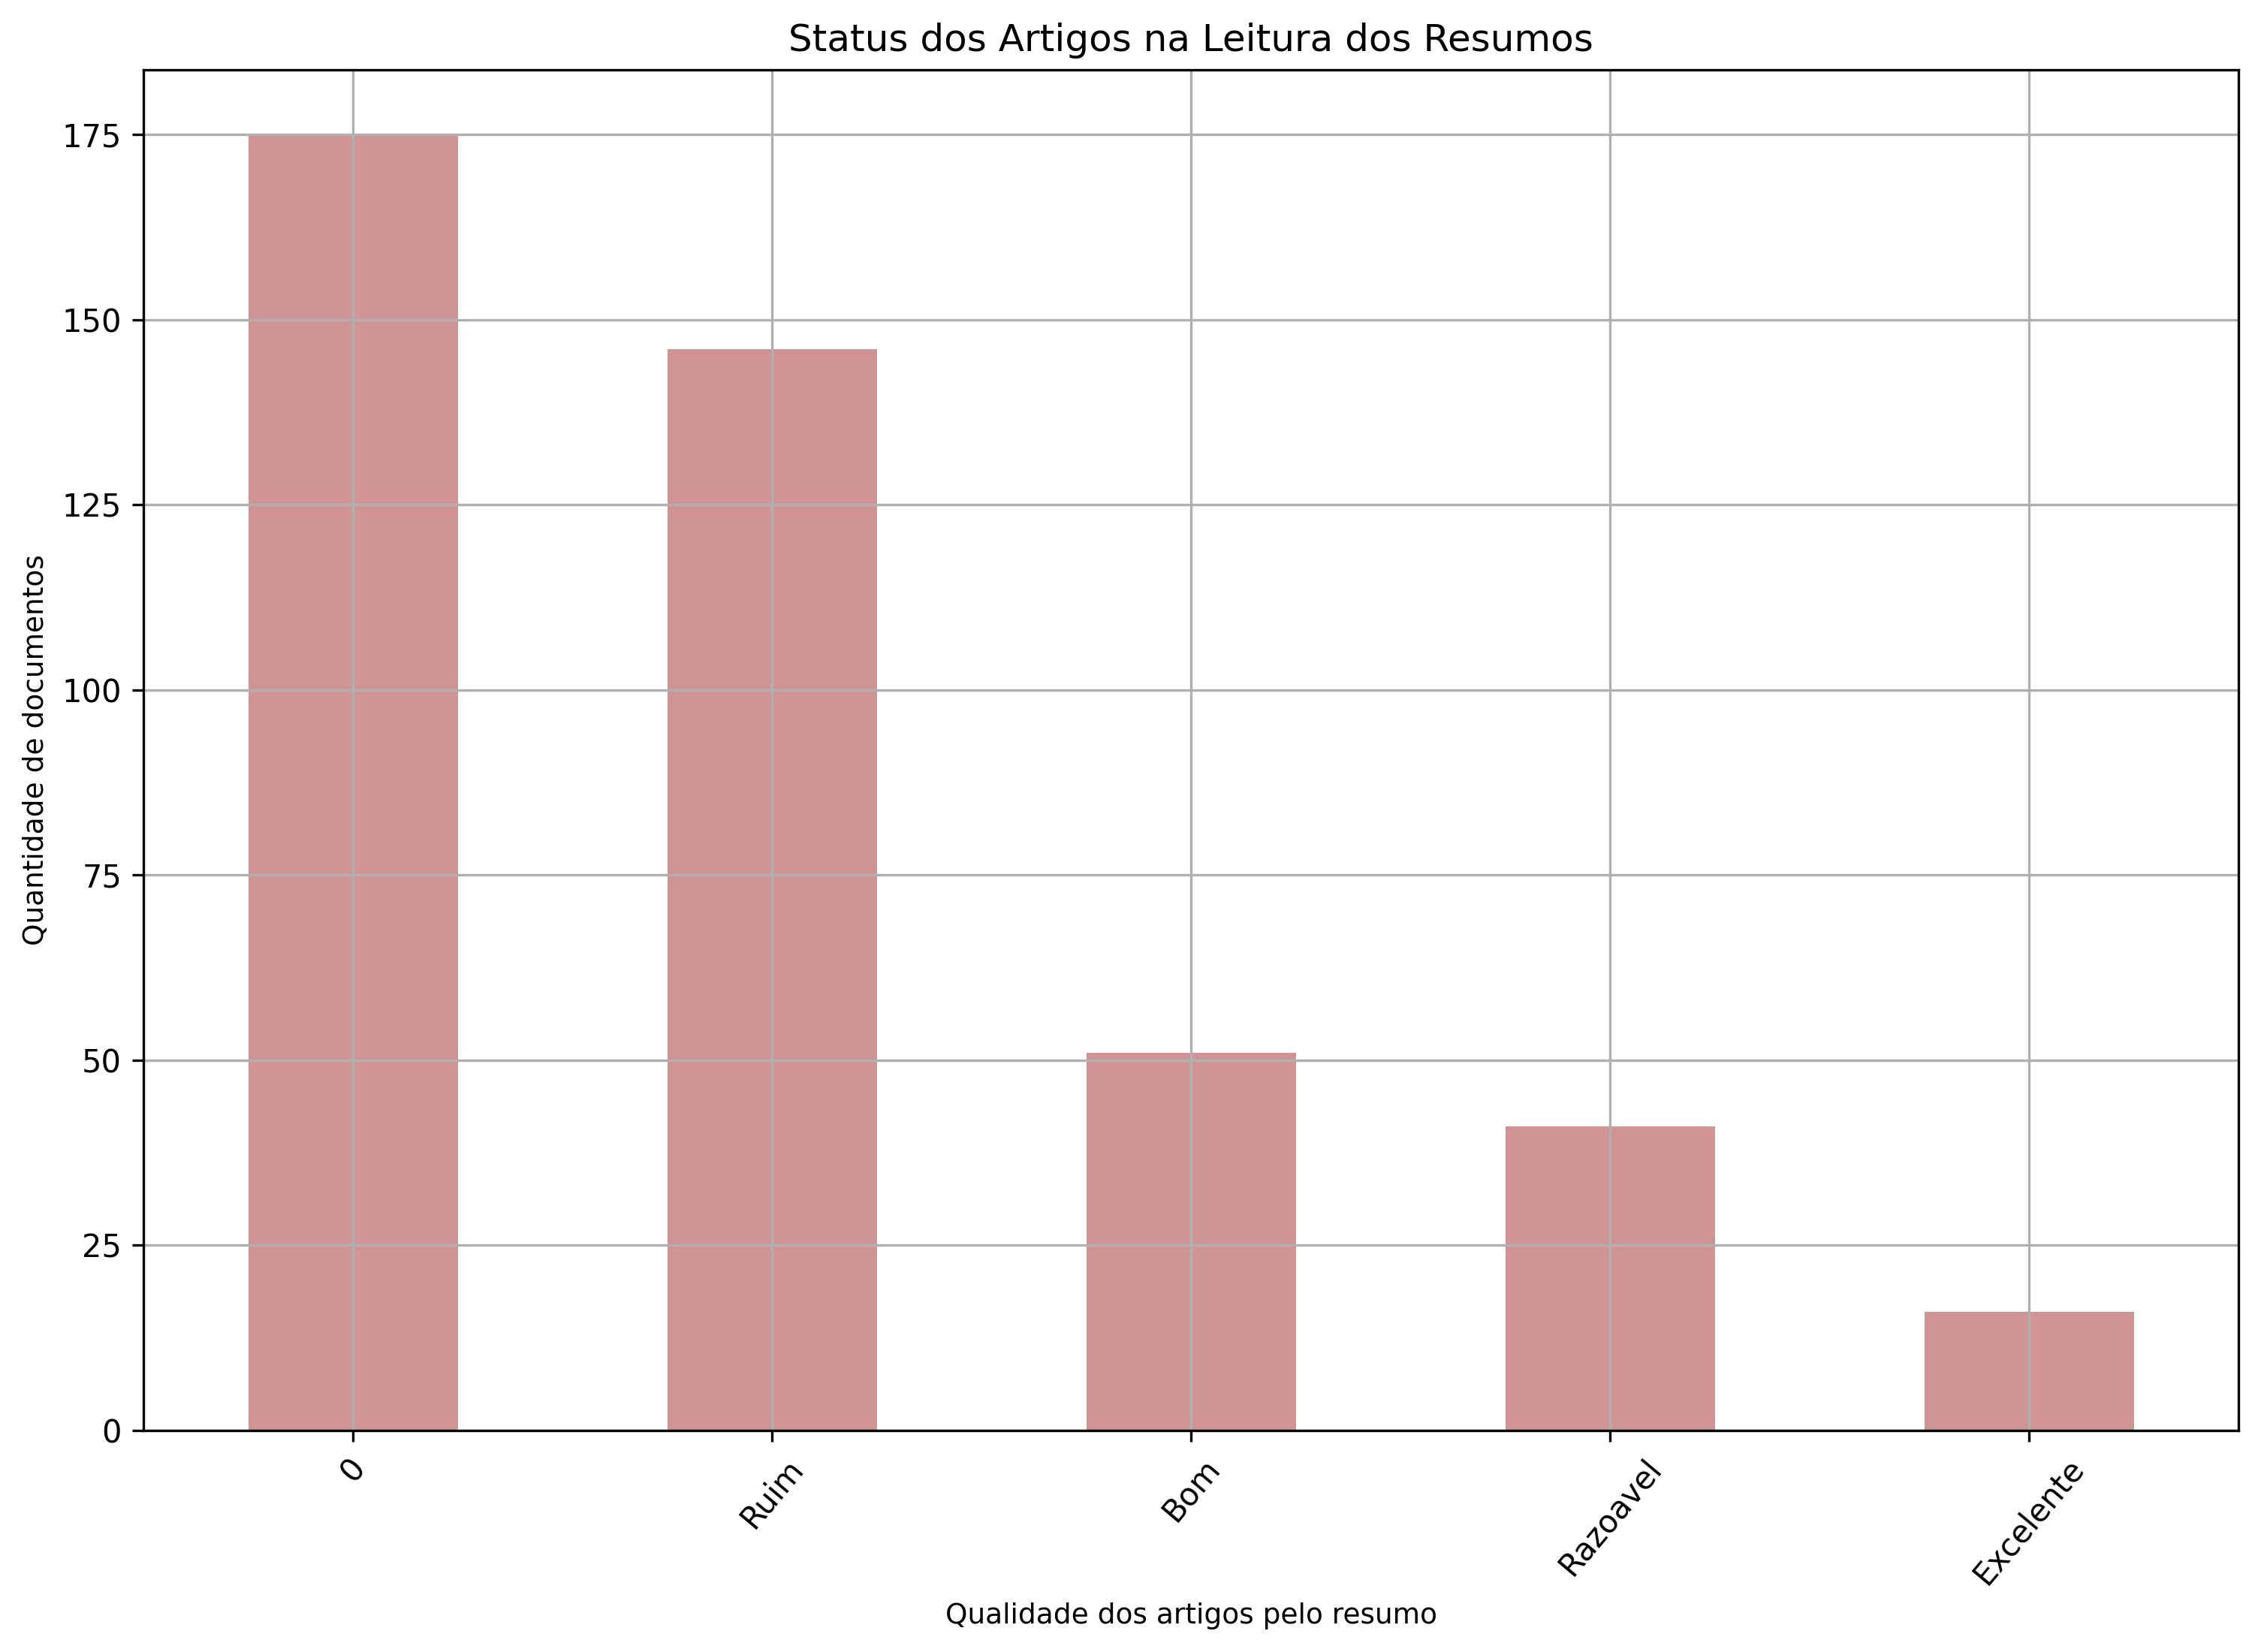 Status dos Artigos na Leitura dos Resumos
Quantidade de documentos
175
150
125
100
75
50
25
0
0
Ruim
Bom
Razoavel
Excelente
Qualidade dos artigos pelo resumo